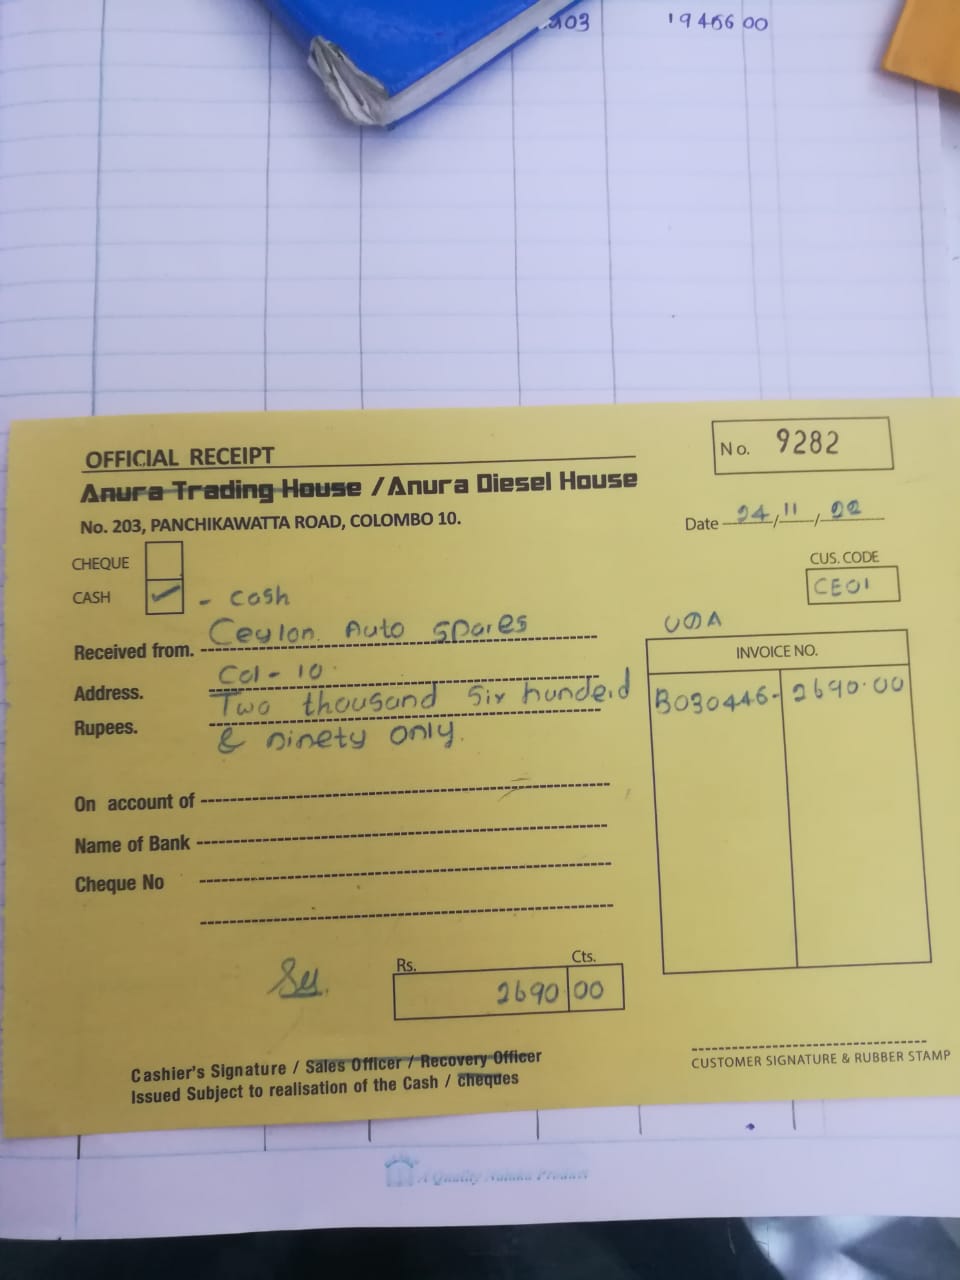 203 19466 00
OFFICIAL RECEIPT
No. 9282
Anura Trading House / Anura Diesel House
No. 203, PANCHIKAWATTA ROAD, COLOMBO 10.
Date 24/11/22
CHEQUE
CUS. CODE
CASH - cash
CE01
Received from. Ceylon Auto Spares
INVOICE NO.
Address. Col - 10
Rupees. Two thousand Six hundeid
& ninety only.
B030446- 2690.00
On account of
Name of Bank
Cheque No
Rs. Cts.
2690 00
Cashier's Signature / Sales Officer / Recovery Officer
Issued Subject to realisation of the Cash / cheques
CUSTOMER SIGNATURE & RUBBER STAMP
A Quality Nataka Product